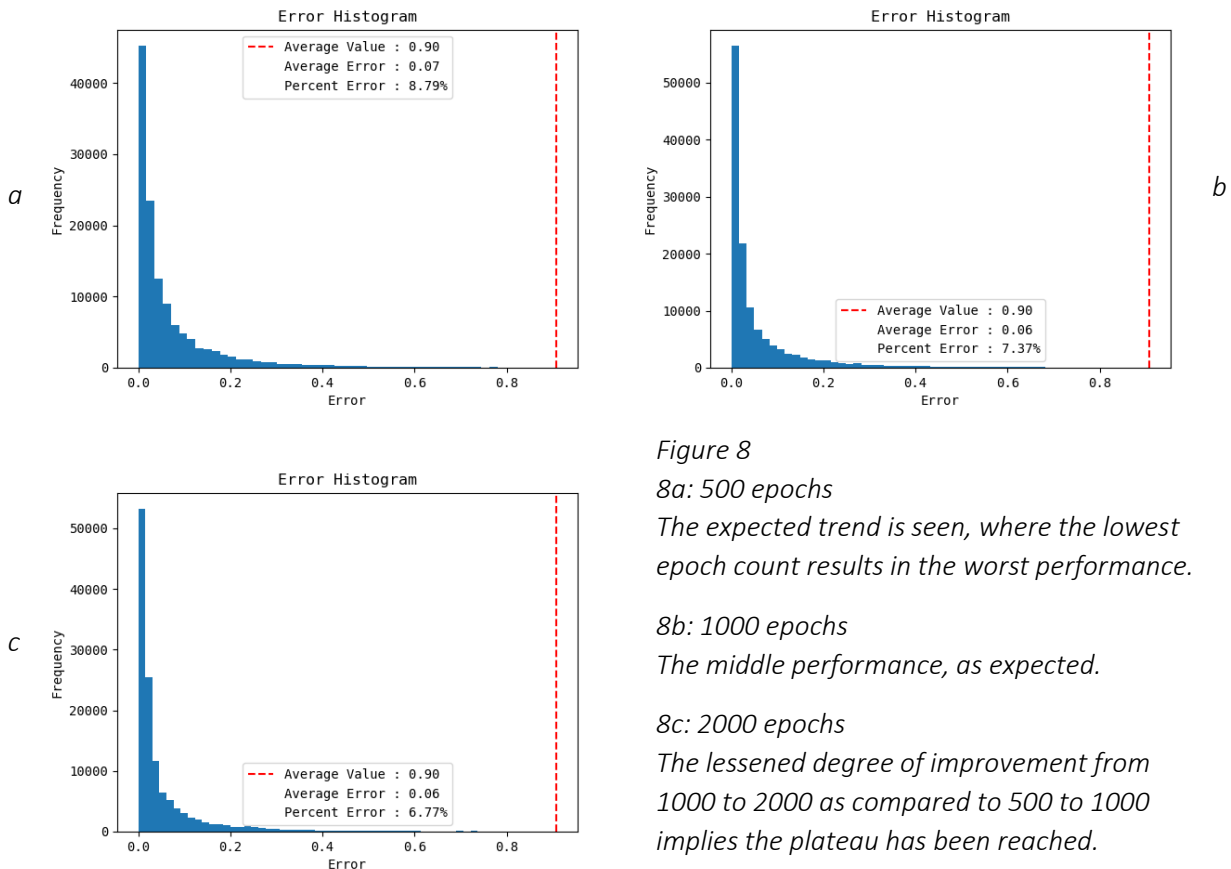 a
Error Histogram
Average Value : 0.90
Average Error : 0.07
Percent Error : 8.79%
Frequency
40000
30000
20000
10000
0
0.0 0.2 0.4 0.6 0.8
Error
b
Error Histogram
Average Value : 0.90
Average Error : 0.06
Percent Error : 7.37%
Frequency
50000
40000
30000
20000
10000
0
0.0 0.2 0.4 0.6 0.8
Error
c
Error Histogram
Average Value : 0.90
Average Error : 0.06
Percent Error : 6.77%
Frequency
50000
40000
30000
20000
10000
0
0.0 0.2 0.4 0.6 0.8
Error
Figure 8
8a: 500 epochs
The expected trend is seen, where the lowest
epoch count results in the worst performance.
8b: 1000 epochs
The middle performance, as expected.
8c: 2000 epochs
The lessened degree of improvement from
1000 to 2000 as compared to 500 to 1000
implies the plateau has been reached.